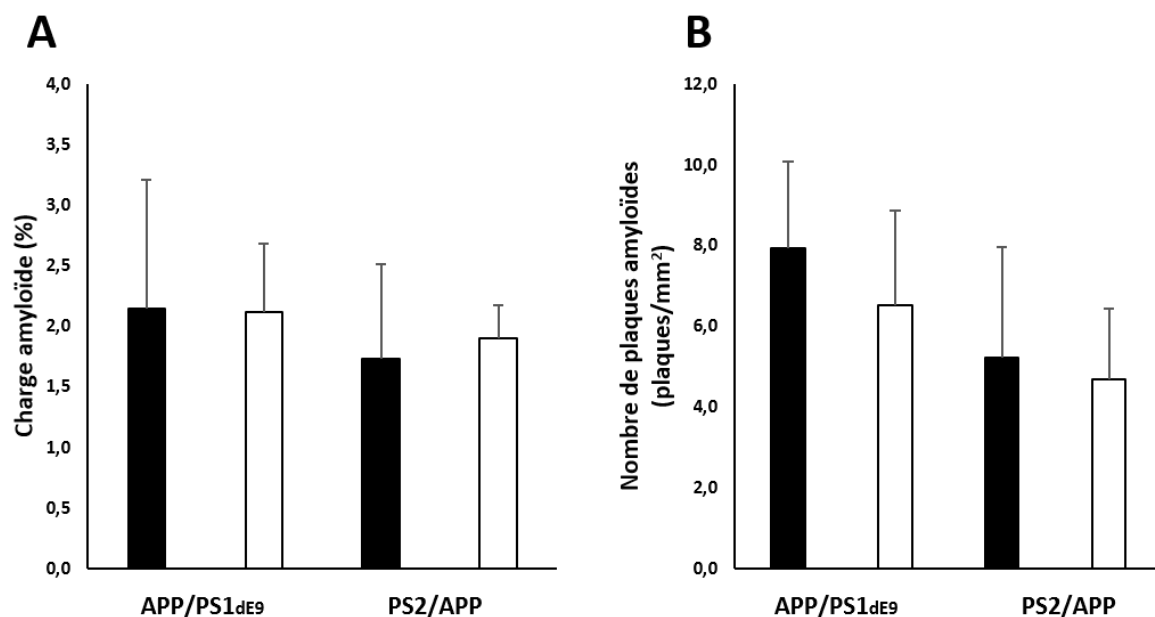 A
Charge amyloïde (%)
4,0
3,5
3,0
2,5
2,0
1,5
1,0
0,5
0,0
APP/PS1dE9
PS2/APP
B
Nombre de plaques amyloïdes
(plaques/mm²)
12,0
10,0
8,0
6,0
4,0
2,0
0,0
APP/PS1dE9
PS2/APP